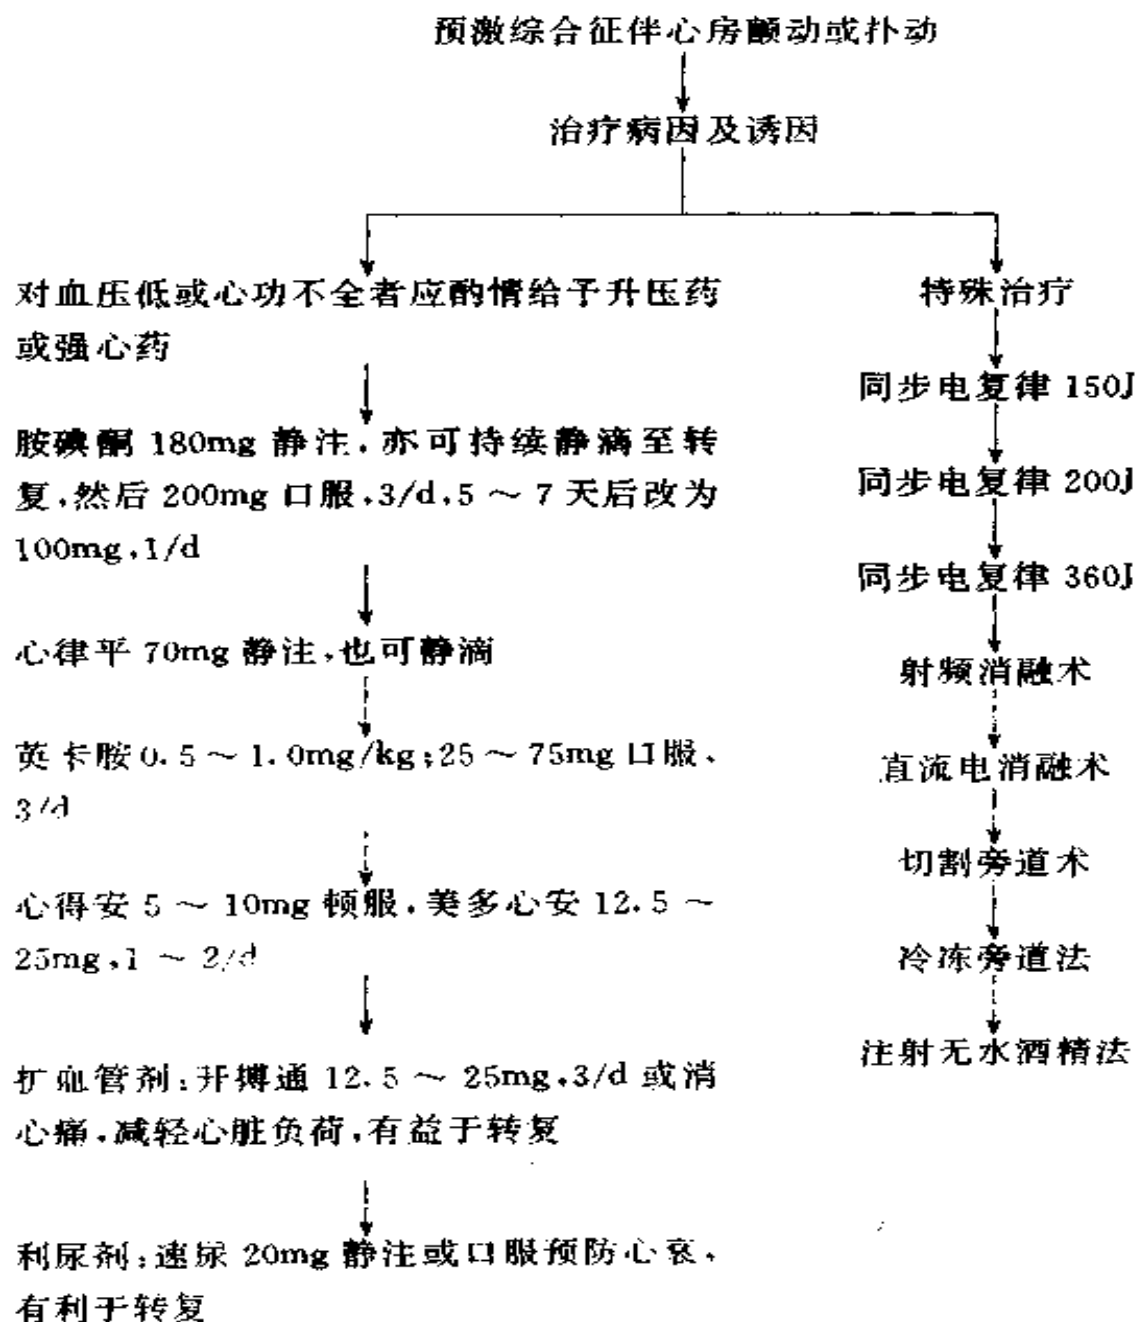 预激综合征伴心房颤动或扑动
治疗病因及诱因
对血压低或心功不全者应酌情给予升压药
或强心药
胺碘酮 180mg 静注,亦可持续静滴至转
复,然后 200mg 口服,3/d,5 ~ 7 天后改为
100mg,1/d
心律平 70mg 静注,也可静滴
英卡胺 0.5 ~ 1.0mg/kg;25 ~ 75mg 口服、
3/d
心得安 5 ~ 10mg 顿服,美多心安 12.5 ~
25mg,1 ~ 2/d
扩血管剂:开搏通 12.5 ~ 25mg,3/d 或消
心痛,减轻心脏负荷,有益于转复
利尿剂:速尿 20mg 静注或口服预防心衰、
有利于转复
特殊治疗
同步电复律 150J
同步电复律 200J
同步电复律 360J
射频消融术
直流电消融术
切割旁道术
冷冻旁道法
注射无水酒精法